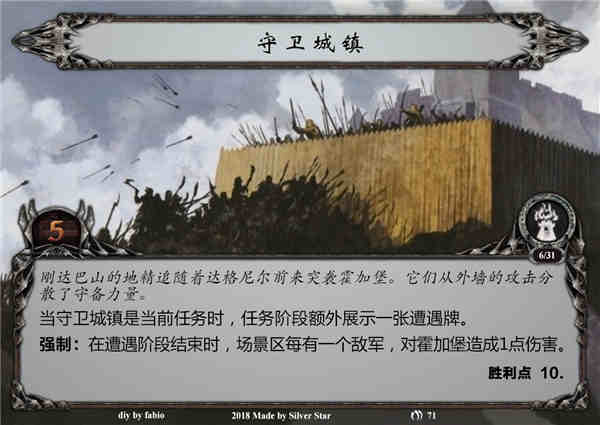 守卫城镇
5
6/31
刚达巴山的地精追随着达格尼尔前来突袭霍加堡。它们从外墙的攻击分
散了守备力量。
当守卫城镇是当前任务时，任务阶段额外展示一张遭遇牌。
强制：在遭遇阶段结束时，场景区每有一个敌军，对霍加堡造成1点伤害。
胜利点 10.
diy by fabio 2018 Made by Silver Star 71